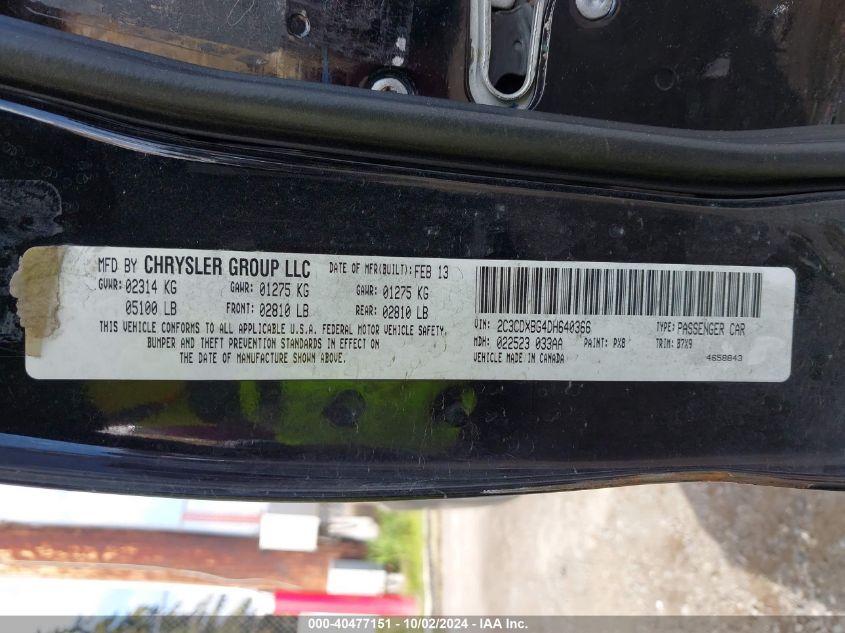 MFD BY CHRYSLER GROUP LLC DATE OF MFR(BUILT): FEB 13
GVWR: 02314 KG GAWR: 01275 KG GAWR: 01275 KG
05100 LB FRONT: 02810 LB REAR: 02810 LB
THIS VEHICLE CONFORMS TO ALL APPLICABLE U.S.A. FEDERAL MOTOR VEHICLE SAFETY,
BUMPER AND THEFT PREVENTION STANDARDS IN EFFECT ON
THE DATE OF MANUFACTURE SHOWN ABOVE.
VIN: 2C3CDXBG4DH640366 TYPE: PASSENGER CAR
MDH: 022523 033AA PAINT: PX8 TRIM: B7X9
VEHICLE MADE IN CANADA 4658843
000-40477151 - 10/02/2024 - IAA Inc.